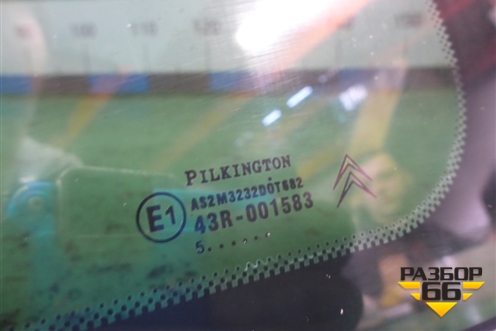 PILKINGTON
AS2M3232DOT682
E1
43R-001583
5......
РАЗБОР
66